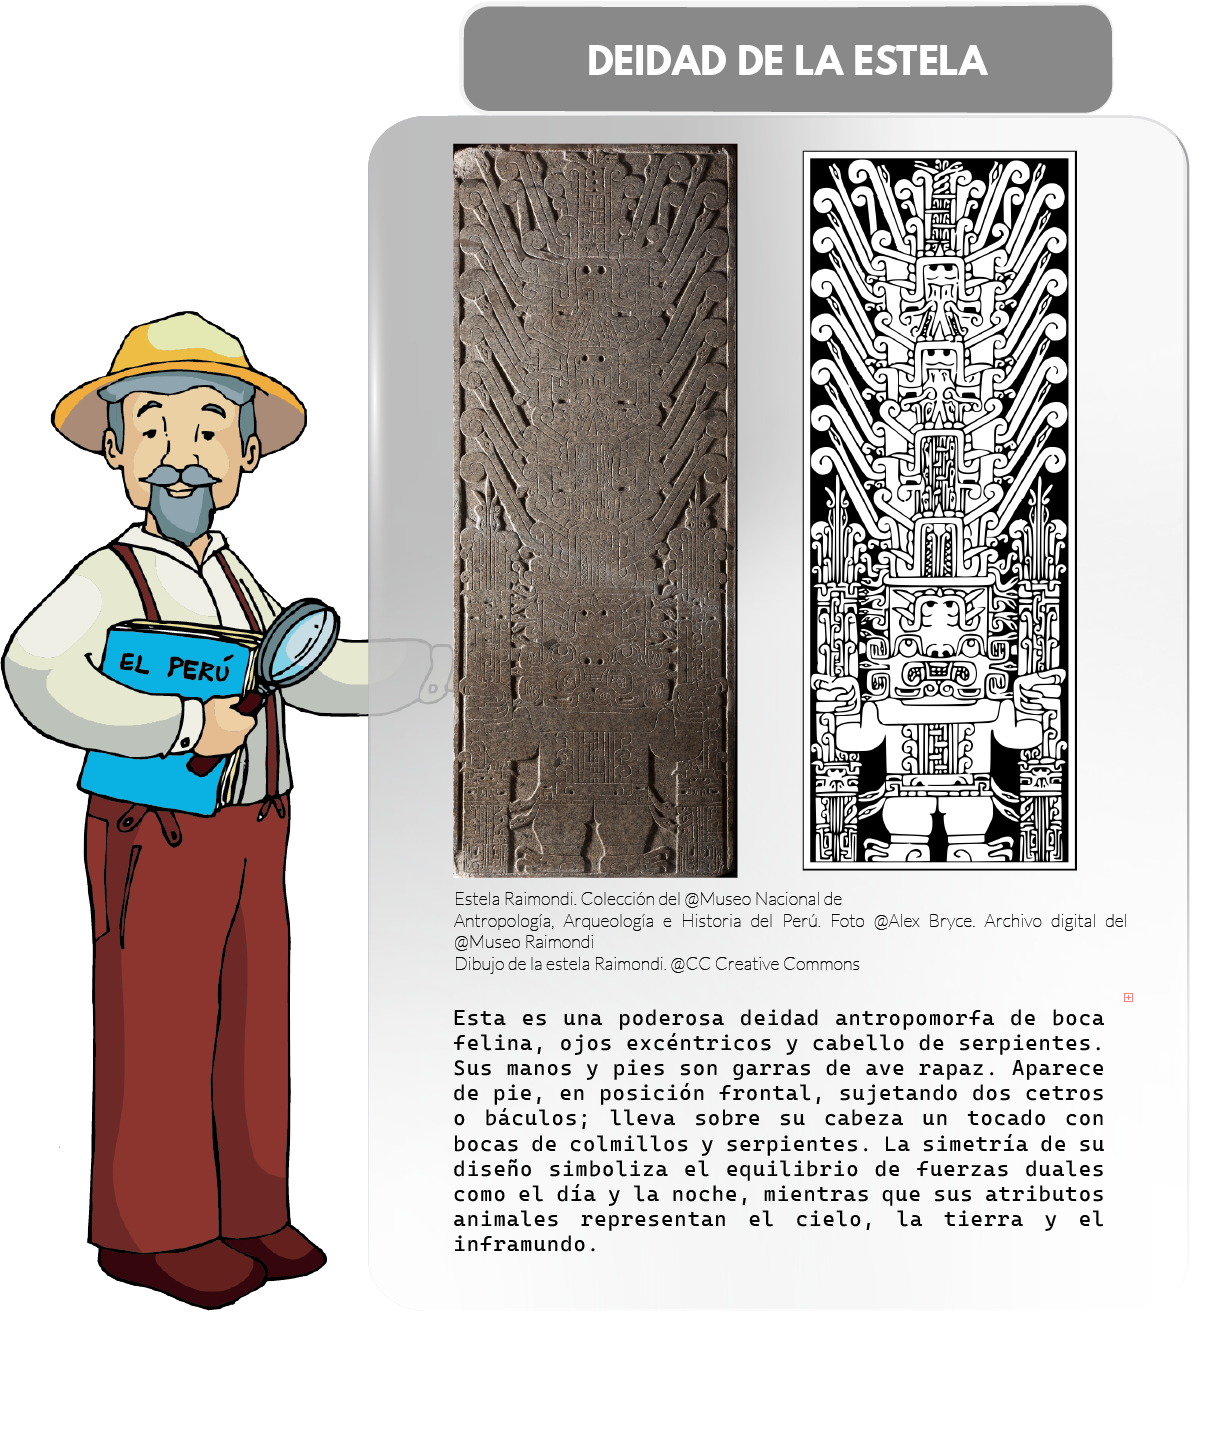 DEIDAD DE LA ESTELA
EL PERÚ
Estela Raimondi. Colección del @Museo Nacional de
Antropología, Arqueología e Historia del Perú. Foto @Alex Bryce. Archivo digital del
@Museo Raimondi
Dibujo de la estela Raimondi. @CC Creative Commons
Esta es una poderosa deidad antropomorfa de boca
felina, ojos excéntricos y cabello de serpientes.
Sus manos y pies son garras de ave rapaz. Aparece
de pie, en posición frontal, sujetando dos cetros
o báculos; lleva sobre su cabeza un tocado con
bocas de colmillos y serpientes. La simetría de su
diseño simboliza el equilibrio de fuerzas duales
como el día y la noche, mientras que sus atributos
animales representan el cielo, la tierra y el
inframundo.